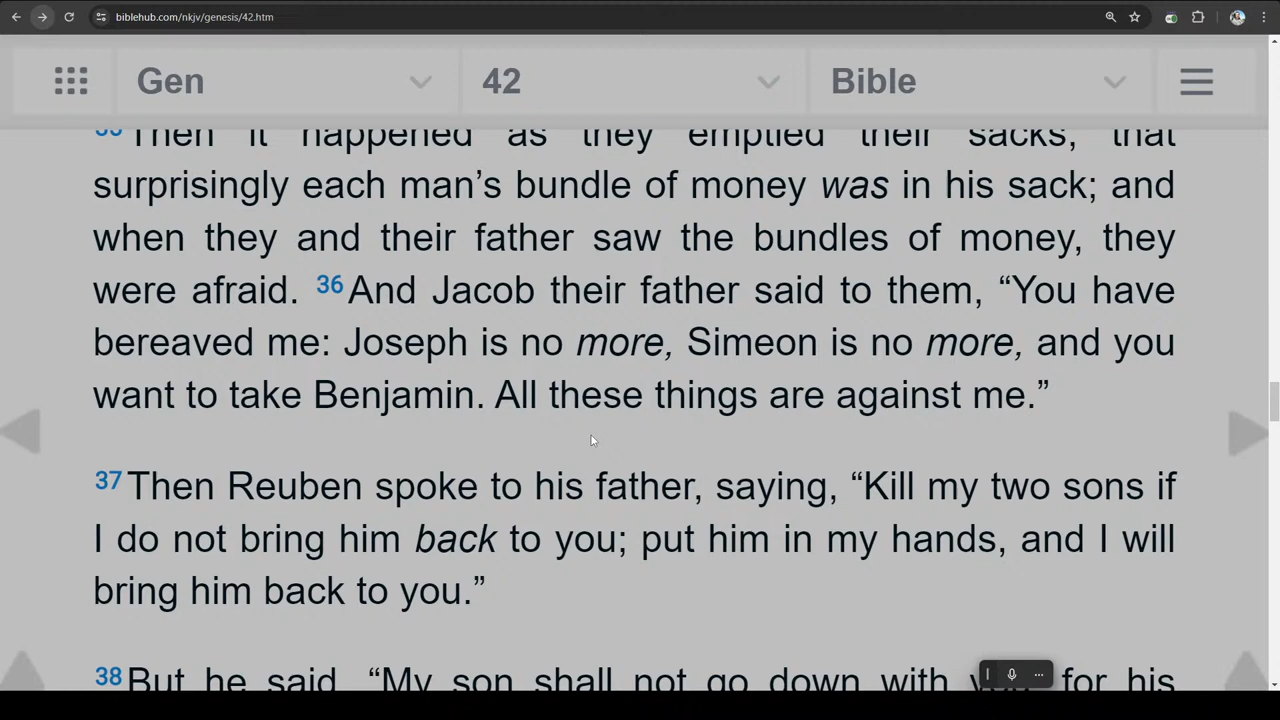 biblehub.com/nkjv/genesis/42.htm
Gen 42 Bible
35 Then it happened as they emptied their sacks, that
surprisingly each man’s bundle of money was in his sack; and
when they and their father saw the bundles of money, they
were afraid. 36 And Jacob their father said to them, “You have
bereaved me: Joseph is no more, Simeon is no more, and you
want to take Benjamin. All these things are against me.”
37 Then Reuben spoke to his father, saying, “Kill my two sons if
I do not bring him back to you; put him in my hands, and I will
bring him back to you.”
38 But he said, “My son shall not go down with you, for his